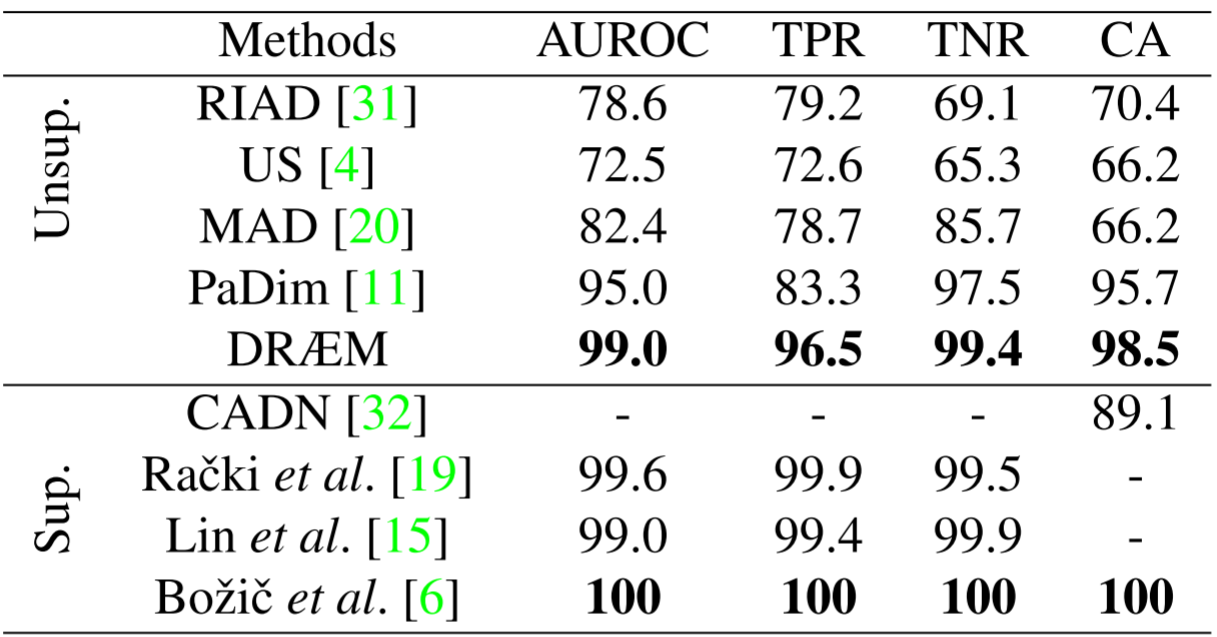 Methods AUROC TPR TNR CA
Unsup.
RIAD [31] 78.6 79.2 69.1 70.4
US [4] 72.5 72.6 65.3 66.2
MAD [20] 82.4 78.7 85.7 66.2
PaDim [11] 95.0 83.3 97.5 95.7
DRÆM 99.0 96.5 99.4 98.5
Sup.
CADN [32] - - - 89.1
Rački et al. [19] 99.6 99.9 99.5 -
Lin et al. [15] 99.0 99.4 99.9 -
Božič et al. [6] 100 100 100 100